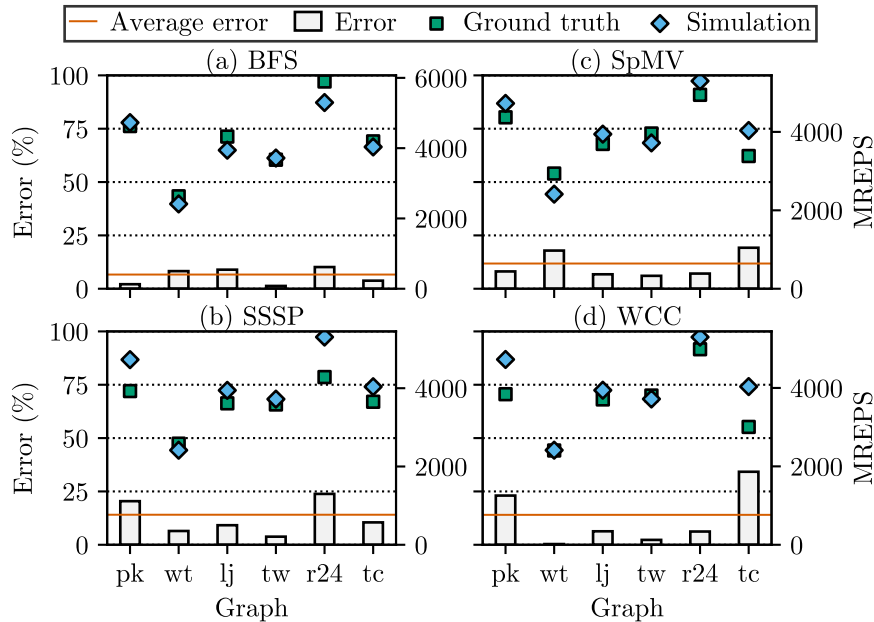 Average error Error Ground truth Simulation
(a) BFS
(c) SpMV
Error (%)
100
75
50
25
0
6000
4000
2000
0
4000
2000
0
MREPS
(b) SSSP
(d) WCC
Error (%)
100
75
50
25
0
4000
2000
0
4000
2000
0
MREPS
pk wt lj tw r24 tc
pk wt lj tw r24 tc
Graph
Graph